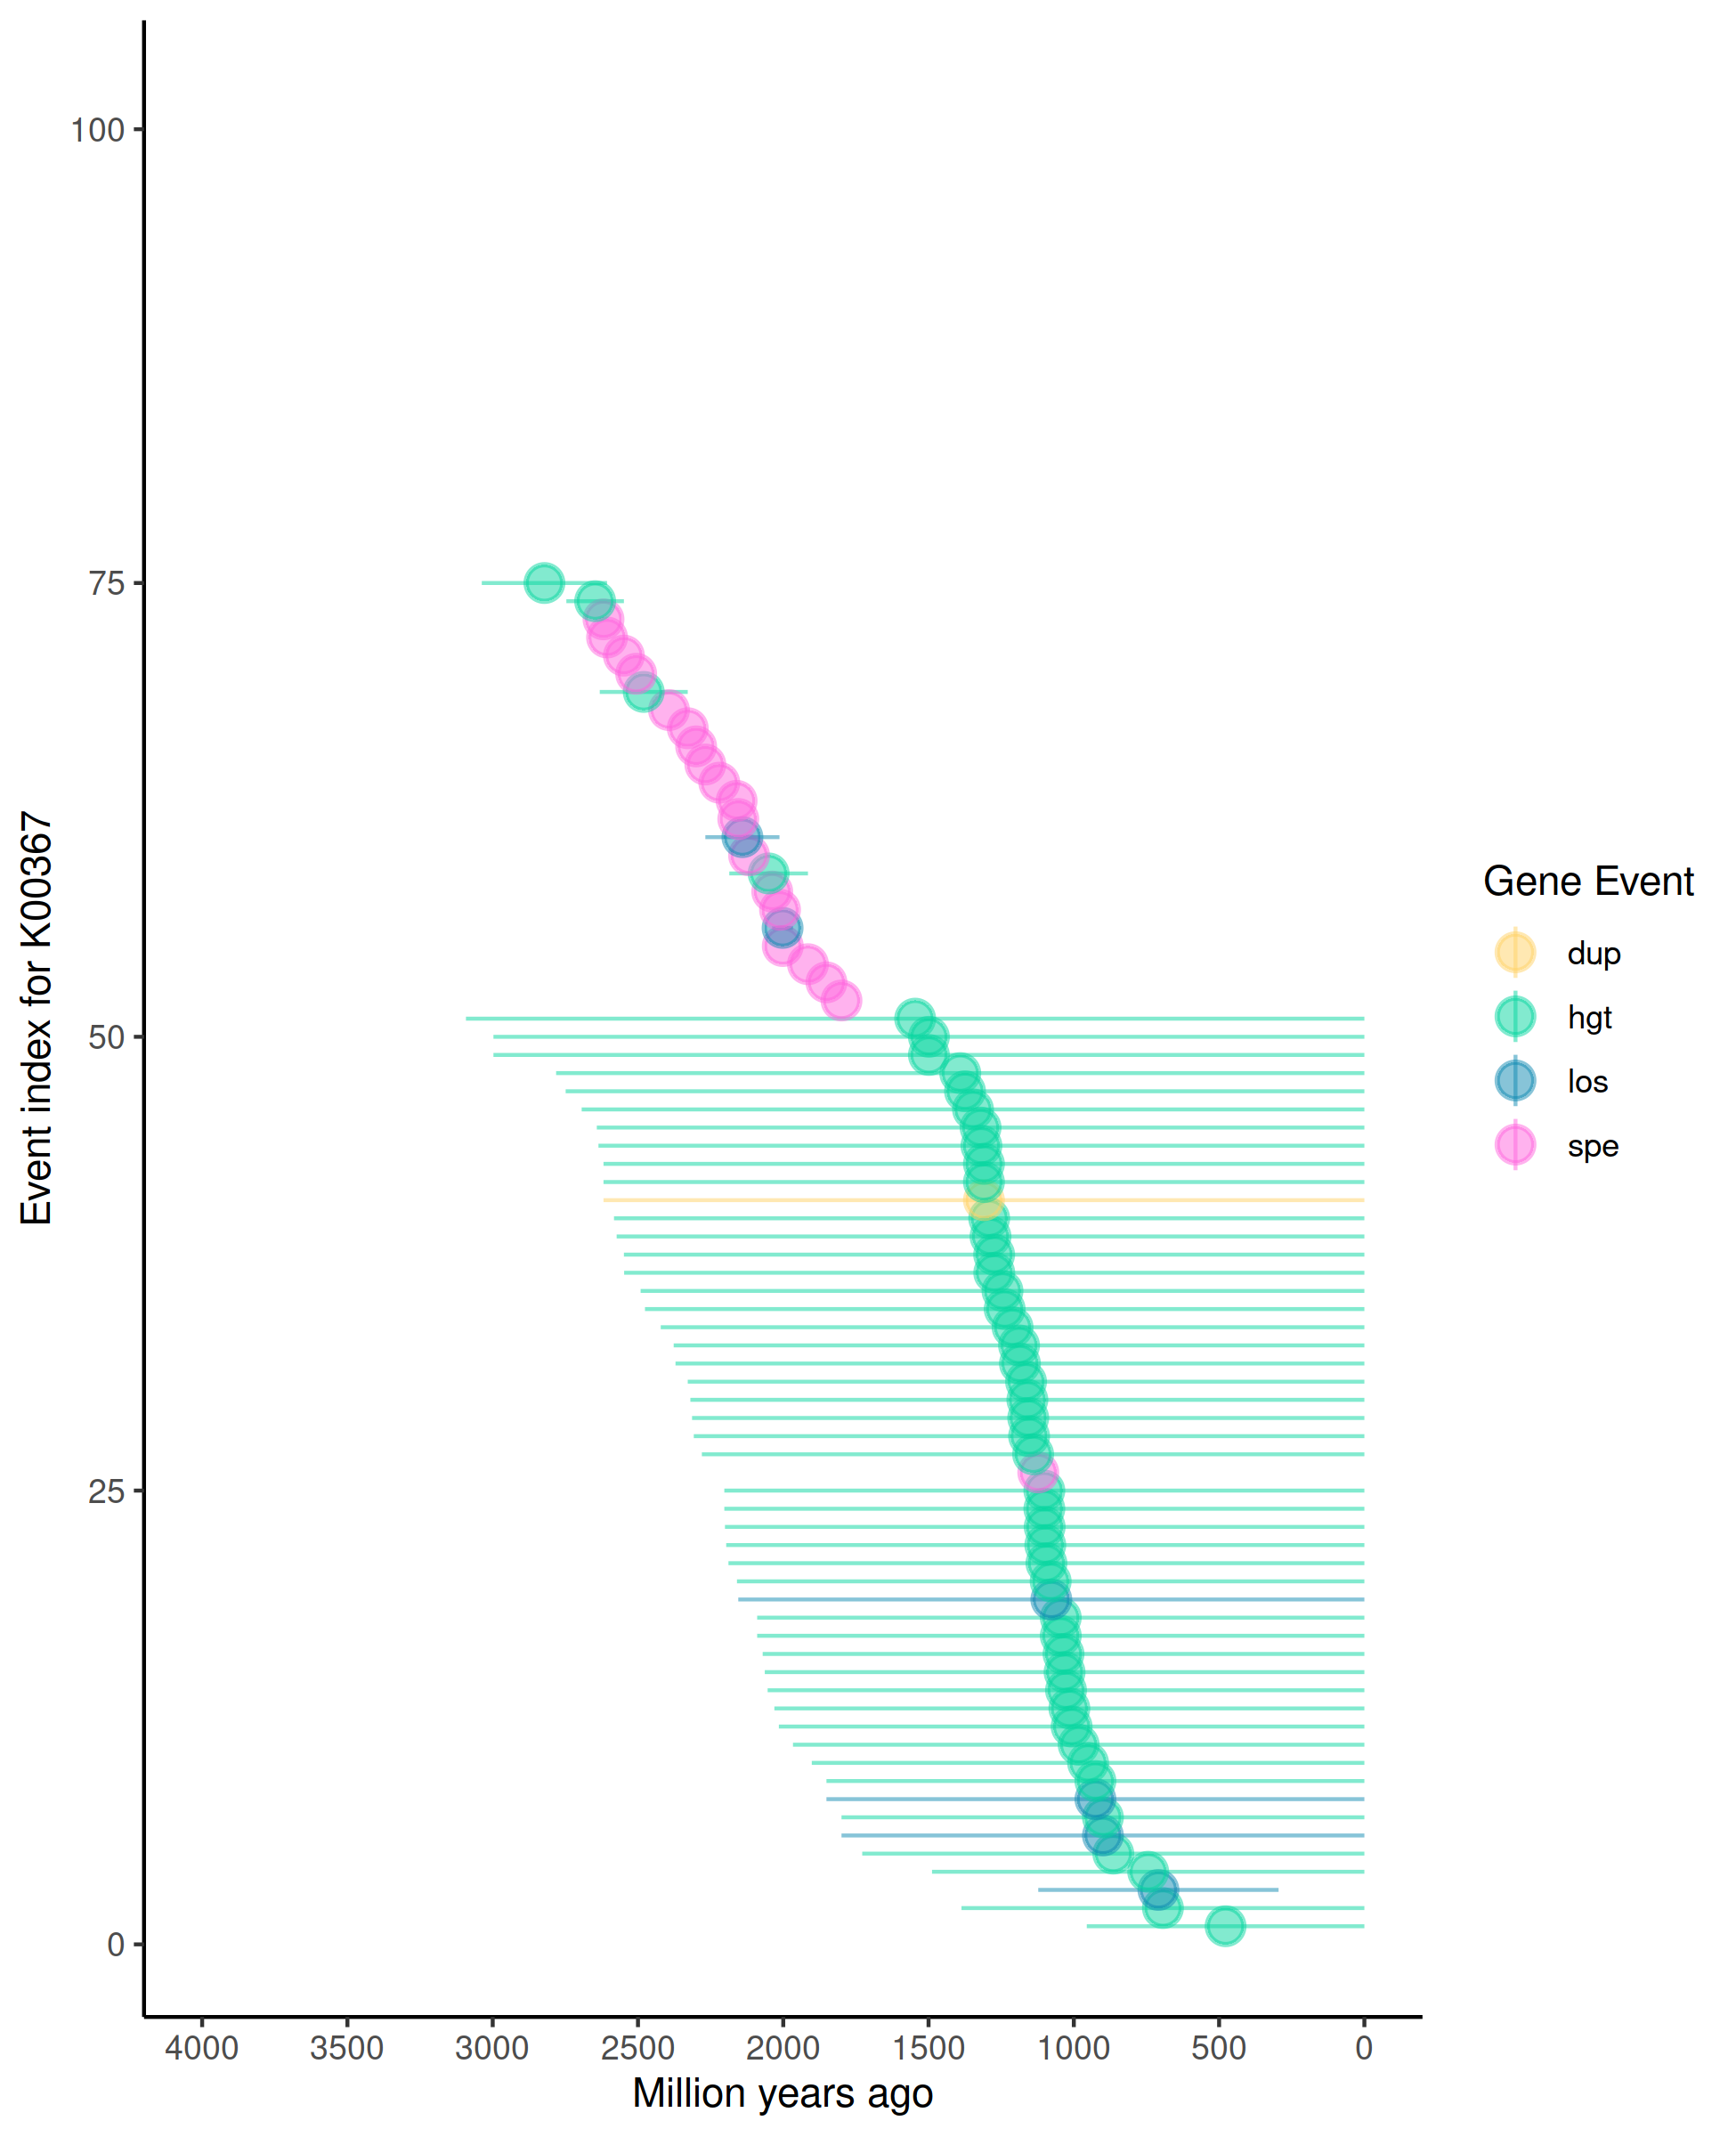 Event index for K00367
100
75
50
25
0
4000 3500 3000 2500 2000 1500 1000 500 0
Million years ago
Gene Event
dup
hgt
los
spe